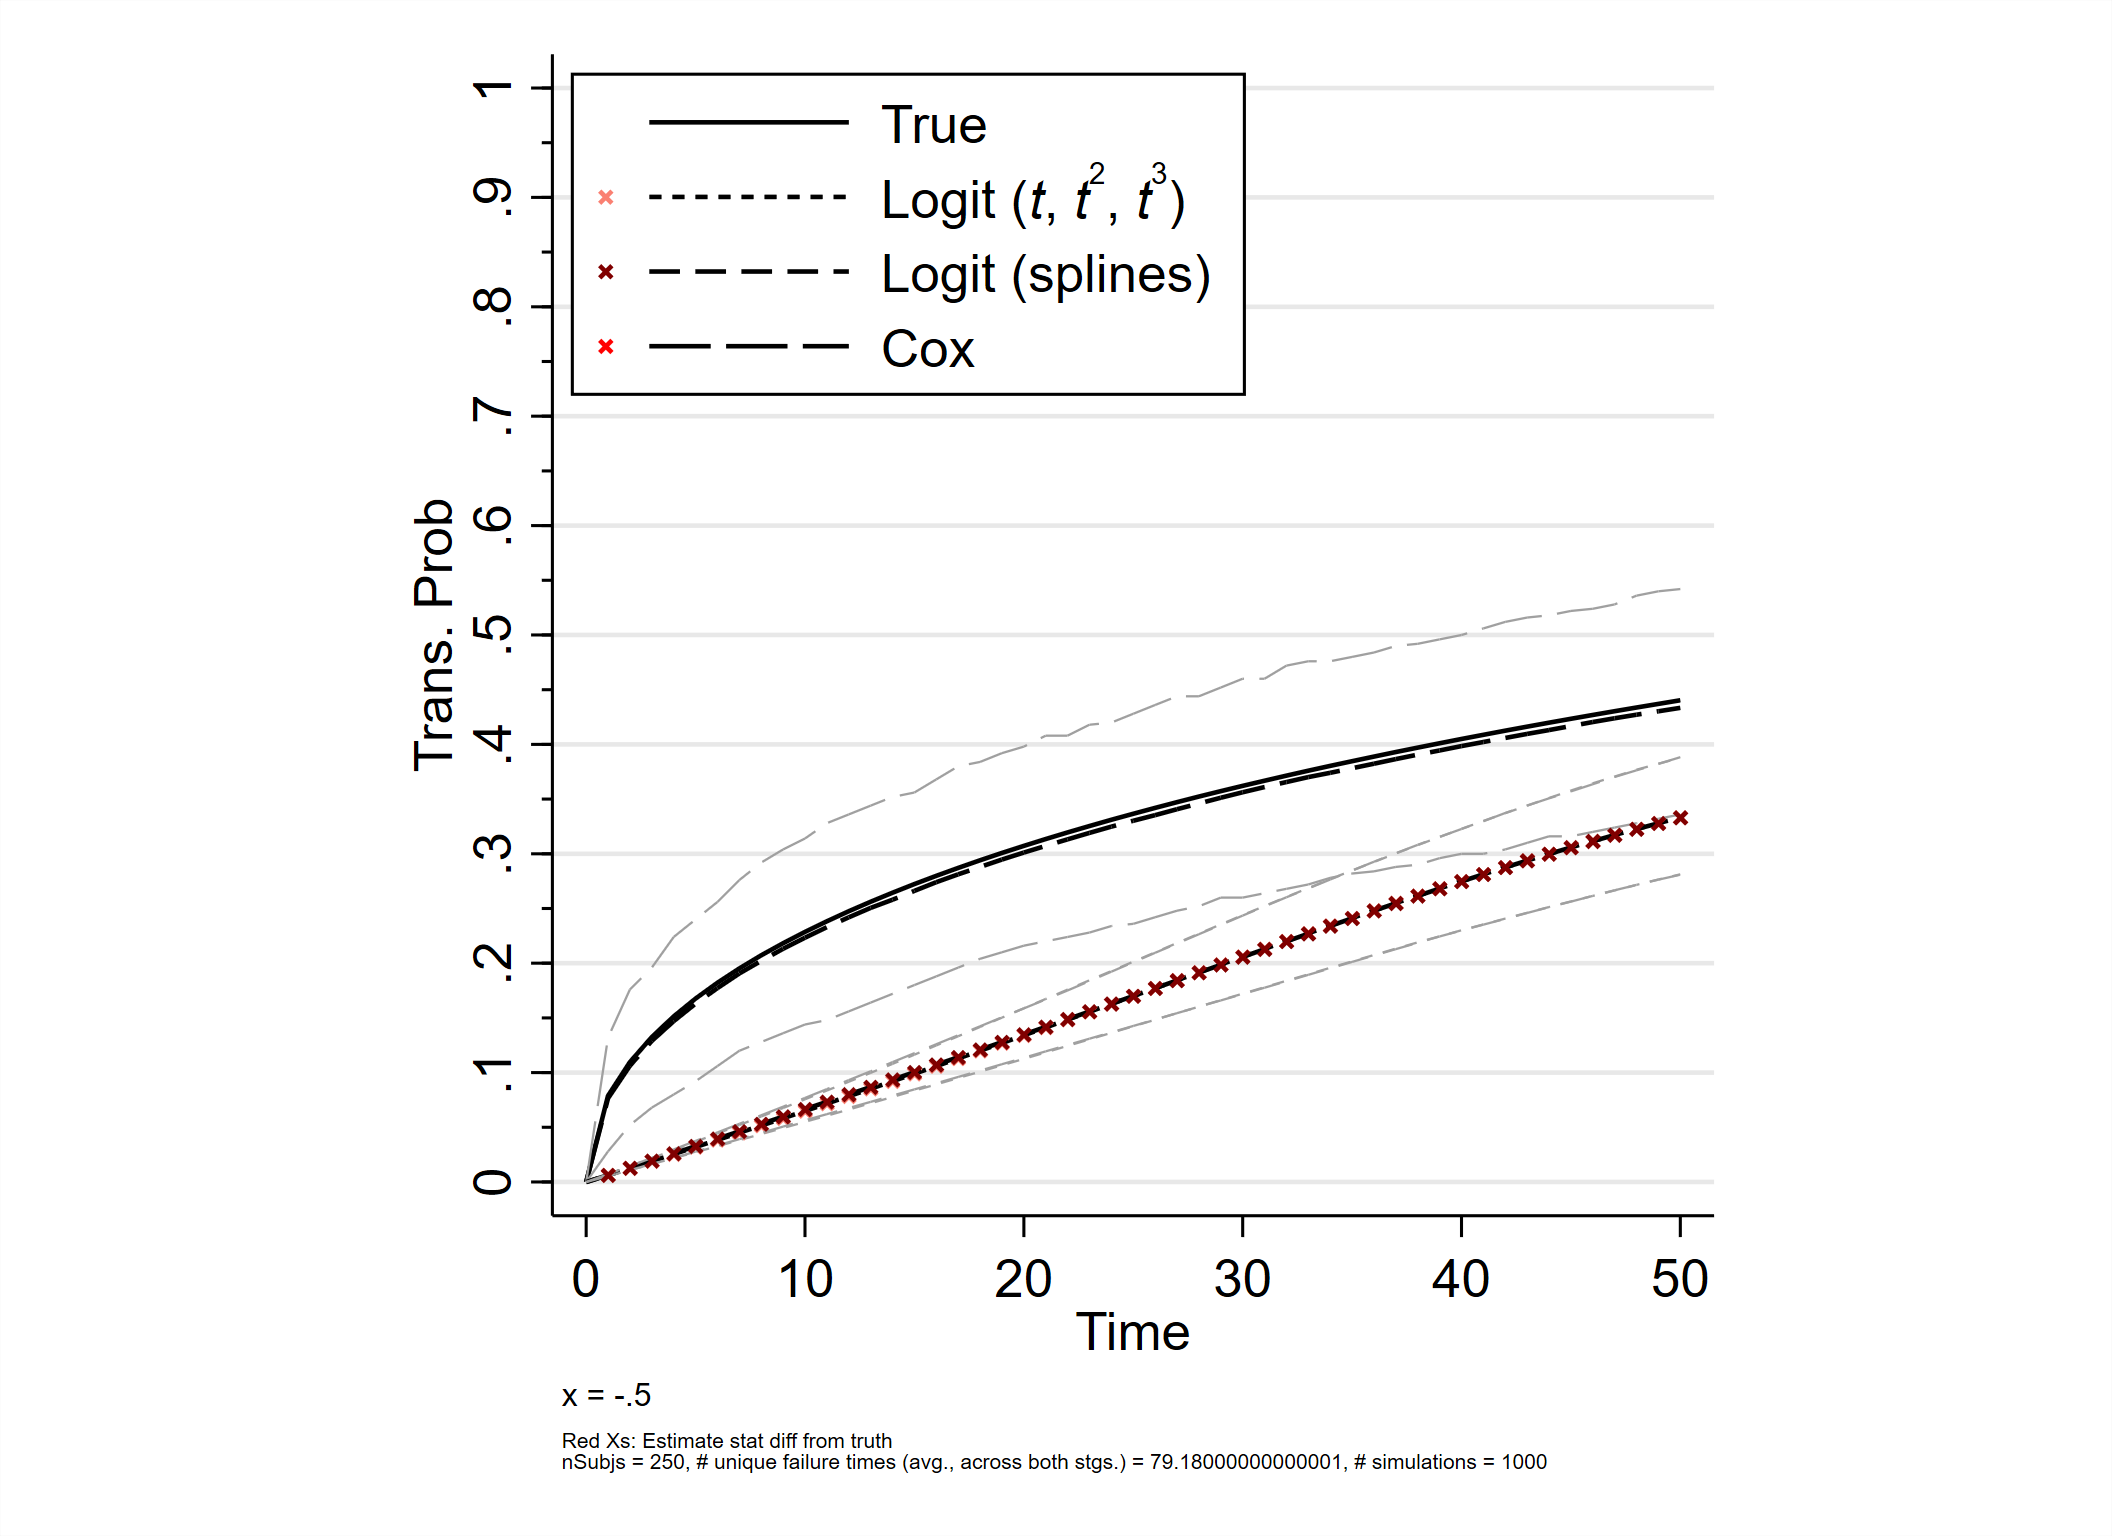 True
Logit (t, t², t³)
Logit (splines)
Cox
1
.9
.8
.7
.6
.5
.4
.3
.2
.1
0
Trans. Prob
0 10 20 30 40 50
Time
x = -.5
Red Xs: Estimate stat diff from truth
nSubjs = 250, # unique failure times (avg., across both stgs.) = 79.18000000000001, # simulations = 1000